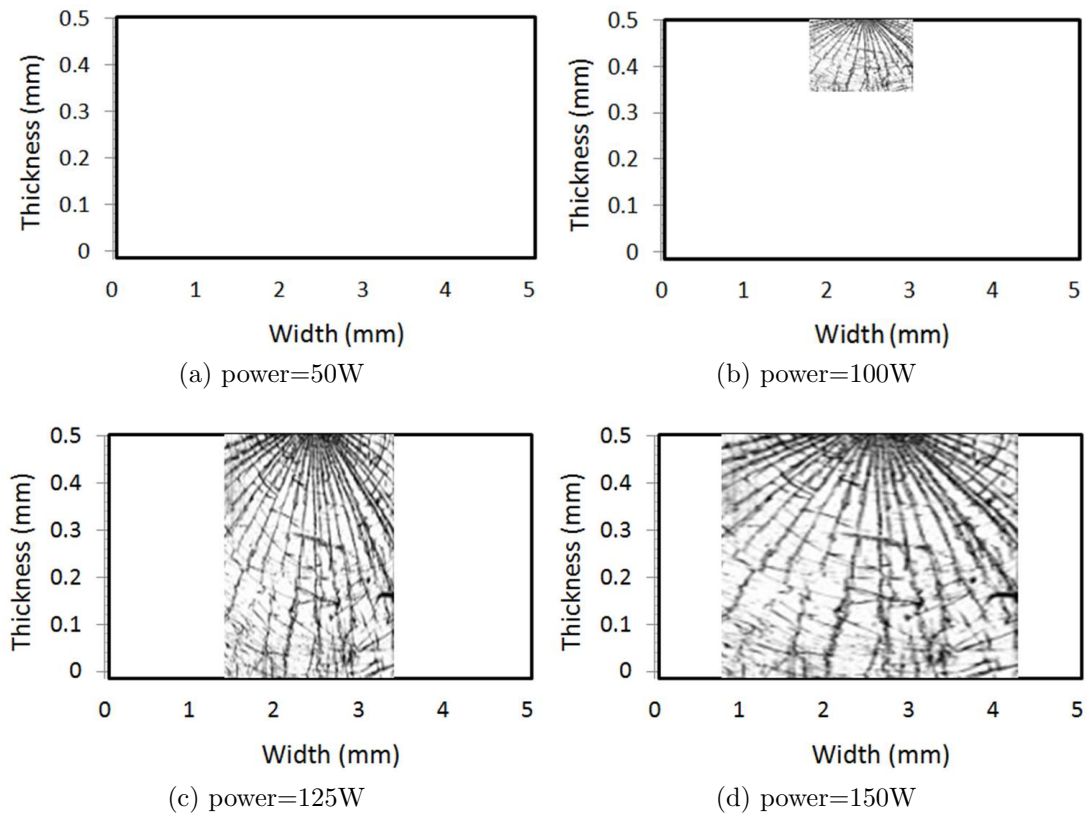 0.5
0.4
0.3
0.2
0.1
0
Thickness (mm)
0 1 2 3 4 5
Width (mm)
(a) power=50W
0.5
0.4
0.3
0.2
0.1
0
Thickness (mm)
0 1 2 3 4 5
Width (mm)
(b) power=100W
0.5
0.4
0.3
0.2
0.1
0
Thickness (mm)
0 1 2 3 4 5
Width (mm)
(c) power=125W
0.5
0.4
0.3
0.2
0.1
0
Thickness (mm)
0 1 2 3 4 5
Width (mm)
(d) power=150W